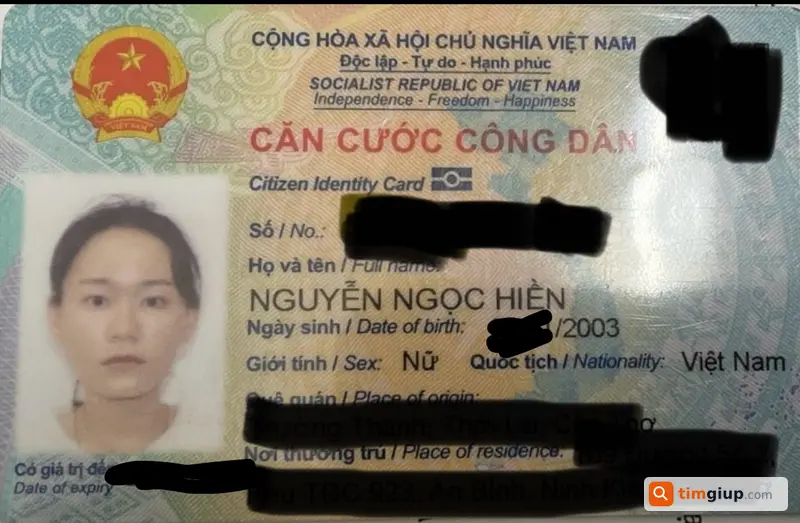 CỘNG HÒA XÃ HỘI CHỦ NGHĨA VIỆT NAM
Độc lập - Tự do - Hạnh phúc
SOCIALIST REPUBLIC OF VIET NAM
Independence - Freedom - Happiness
VIỆT NAM
CĂN CƯỚC CÔNG DÂN
Citizen Identity Card
Số / No.:
Họ và tên / Full name:
NGUYỄN NGỌC HIỀN
Ngày sinh / Date of birth: /2003
Giới tính / Sex: Nữ Quốc tịch / Nationality: Việt Nam
Quê quán / Place of origin:
Nơi thường trú / Place of residence:
Có giá trị đến
Date of expiry
timgiup.com